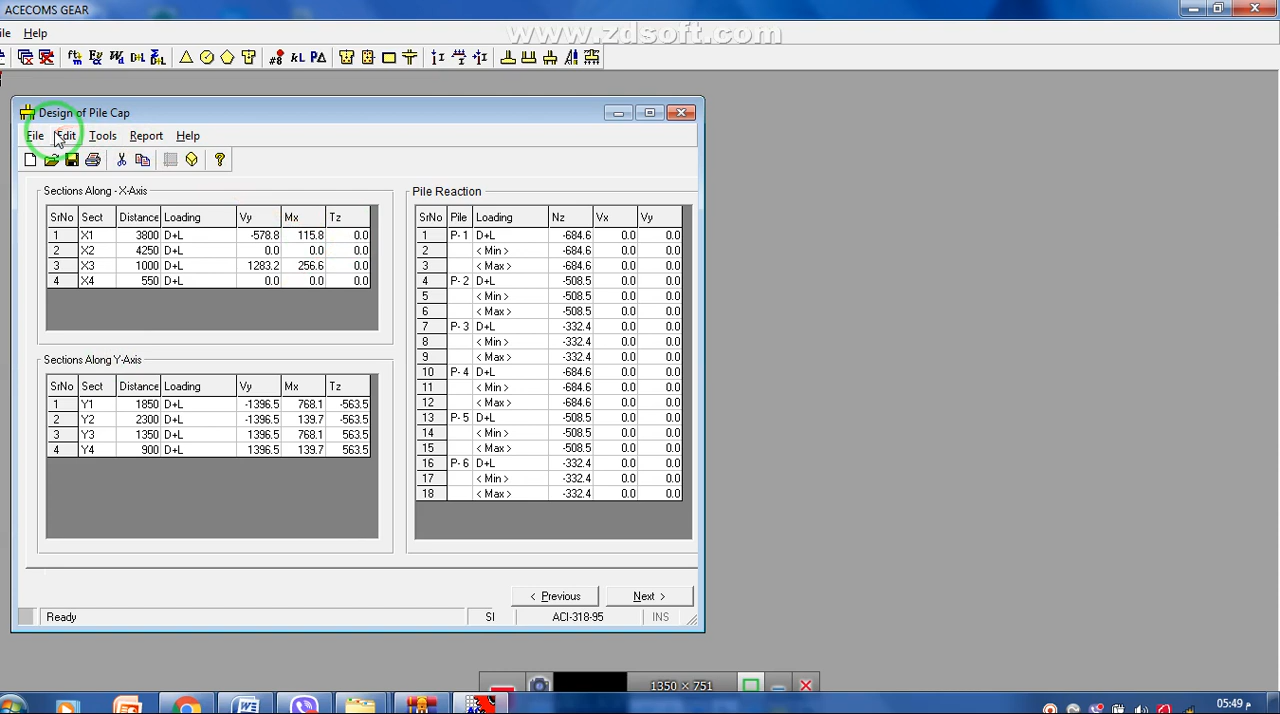 ACECOMS GEAR
www.zdsoft.com
Help
Design of Pile Cap
File Edit Tools Report Help
Sections Along - X-Axis
SrNo Sect Distance Loading Vy Mx Tz
1 X1 3800 D+L -578.8 115.8 0.0
2 X2 4250 D+L 0.0 0.0 0.0
3 X3 1000 D+L 1283.2 256.6 0.0
4 X4 550 D+L 0.0 0.0 0.0
Sections Along Y-Axis
SrNo Sect Distance Loading Vy Mx Tz
1 Y1 1850 D+L -1396.5 768.1 -563.5
2 Y2 2300 D+L -1396.5 139.7 -563.5
3 Y3 1350 D+L 1396.5 768.1 563.5
4 Y4 900 D+L 1396.5 139.7 563.5
Pile Reaction
SrNo Pile Loading Nz Vx Vy
1 P- 1 D+L -684.6 0.0 0.0
2 < Min > -684.6 0.0 0.0
3 < Max > -684.6 0.0 0.0
4 P- 2 D+L -508.5 0.0 0.0
5 < Min > -508.5 0.0 0.0
6 < Max > -508.5 0.0 0.0
7 P- 3 D+L -332.4 0.0 0.0
8 < Min > -332.4 0.0 0.0
9 < Max > -332.4 0.0 0.0
10 P- 4 D+L -684.6 0.0 0.0
11 < Min > -684.6 0.0 0.0
12 < Max > -684.6 0.0 0.0
13 P- 5 D+L -508.5 0.0 0.0
14 < Min > -508.5 0.0 0.0
15 < Max > -508.5 0.0 0.0
16 P- 6 D+L -332.4 0.0 0.0
17 < Min > -332.4 0.0 0.0
18 < Max > -332.4 0.0 0.0
< Previous Next >
Ready SI ACI-318-95 INS
1350 × 751
05:49 م